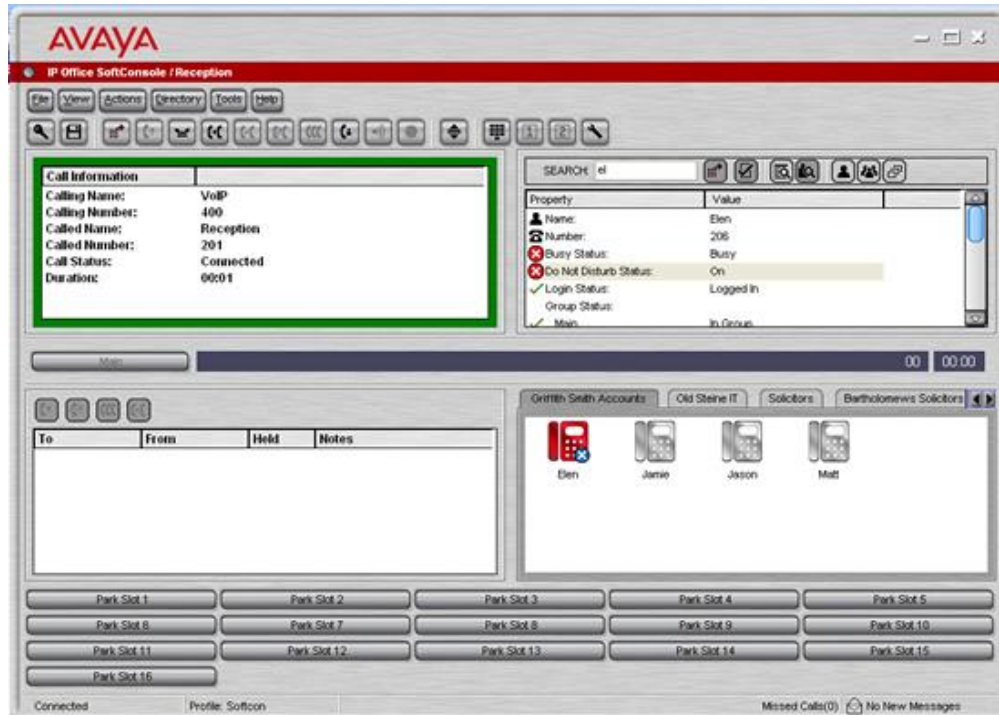 AVAYA
IP Office SoftConsole / Reception
File View Actions Directory Tools Help
Call Information
Calling Name: VoIP
Calling Number: 400
Called Name: Reception
Called Number: 201
Call Status: Connected
Duration: 00:01
SEARCH: el
Property Value
Name: Elen
Number: 206
Busy Status: Busy
Do Not Disturb Status: On
Login Status: Logged In
Group Status:
Main In Group
Main 00 00:00
To From Held Notes
Griffith Smith Accounts Old Steine IT Solicitors Bartholomews Solicitors
Elen Jamie Jason Matt
Park Slot 1 Park Slot 2 Park Slot 3 Park Slot 4 Park Slot 5
Park Slot 6 Park Slot 7 Park Slot 8 Park Slot 9 Park Slot 10
Park Slot 11 Park Slot 12 Park Slot 13 Park Slot 14 Park Slot 15
Park Slot 16
Connected Profile: Softcon Missed Calls(0) No New Messages